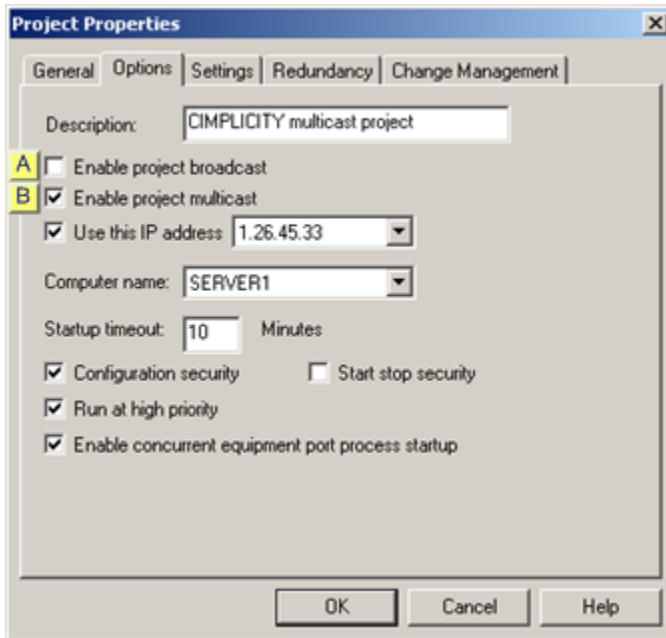 Project Properties
General Options Settings Redundancy Change Management
Description: CIMPLICITY multicast project
A Enable project broadcast
B Enable project multicast
Use this IP address 1.26.45.33
Computer name: SERVER1
Startup timeout: 10 Minutes
Configuration security Start stop security
Run at high priority
Enable concurrent equipment port process startup
OK Cancel Help